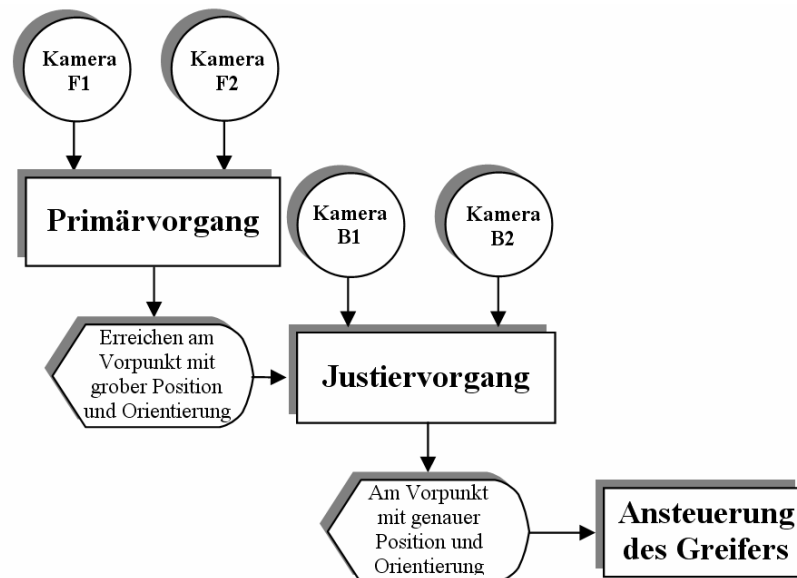 Kamera
F1
Kamera
F2
Primärvorgang
Kamera
B1
Kamera
B2
Erreichen am
Vorpunkt mit
grober Position
und Orientierung
Justiervorgang
Am Vorpunkt
mit genauer
Position und
Orientierung
Ansteuerung
des Greifers